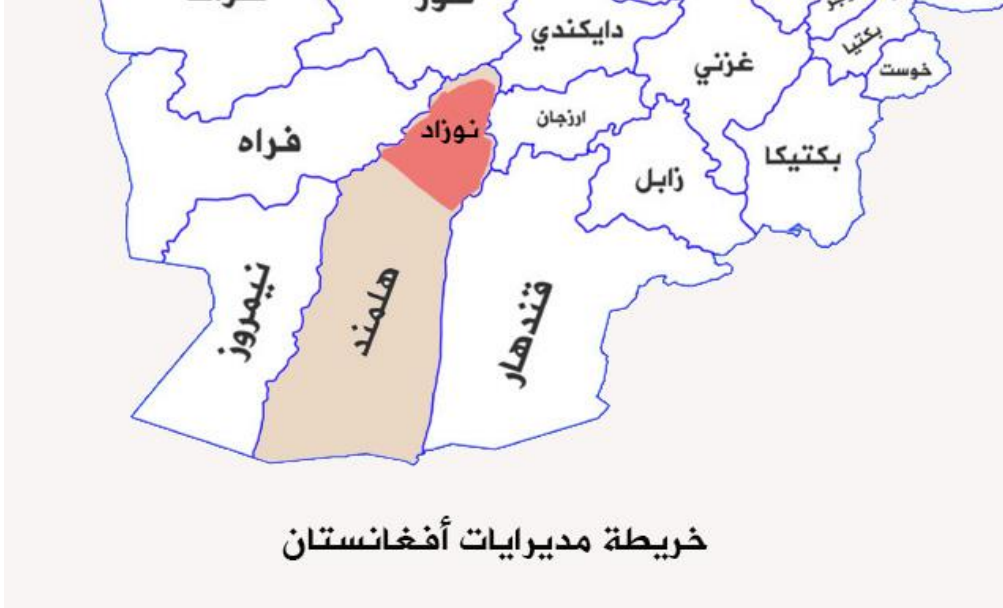 دايكندي
غزني
بكتيا
خوست
ارزجان
نوزاد
فراه
بكتيكا
زابل
نيمروز
هلمند
قندهار
خريطة مديرايات أفغانستان